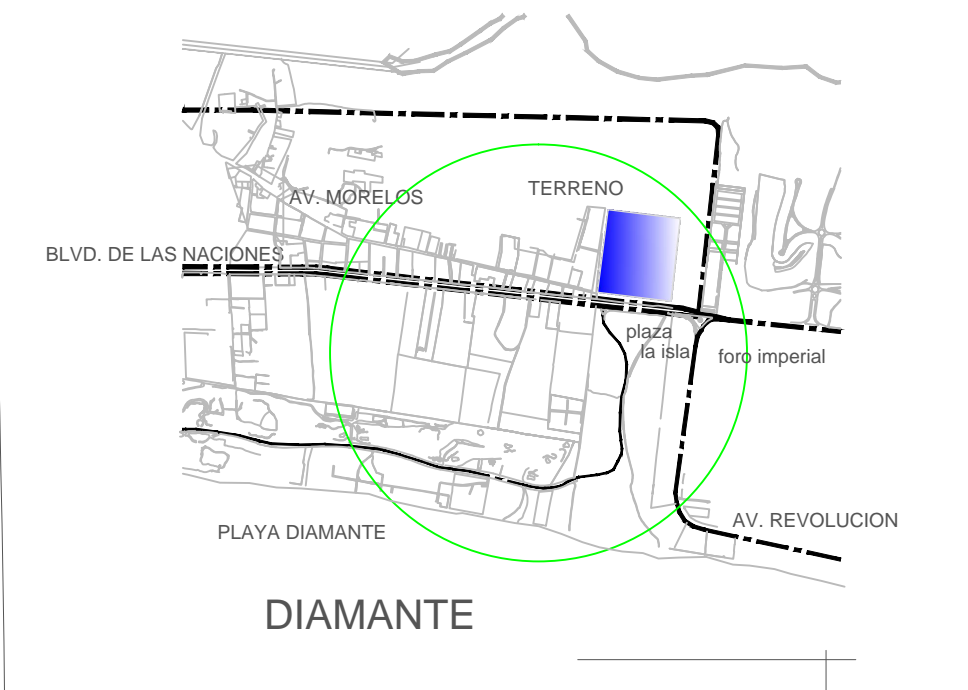 TERRENO
AV. MORELOS
BLVD. DE LAS NACIONES
plaza
la isla
foro imperial
AV. REVOLUCION
PLAYA DIAMANTE
DIAMANTE